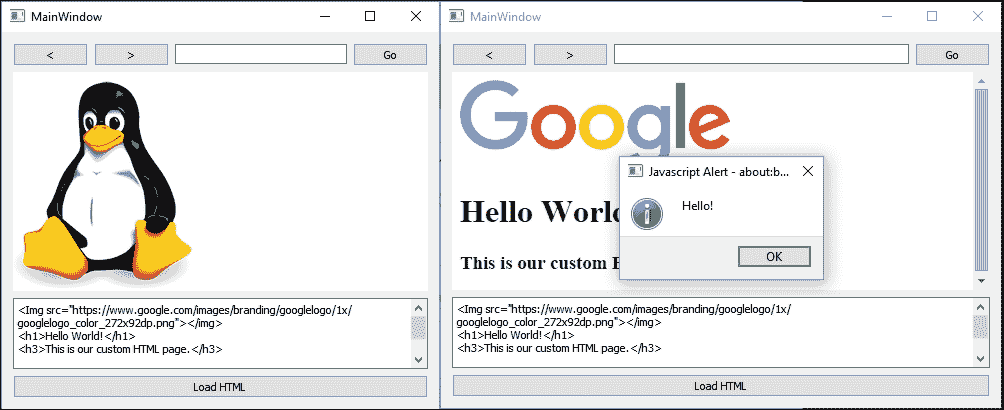 MainWindow
< > Go
<Img src="https://www.google.com/images/branding/googlelogo/1x/
googlelogo_color_272x92dp.png"></img>
<h1>Hello World!</h1>
<h3>This is our custom HTML page.</h3>
Load HTML
MainWindow
< > Go
Google
Hello World
This is our custom
Javascript Alert - about:b...
Hello!
OK
<Img src="https://www.google.com/images/branding/googlelogo/1x/
googlelogo_color_272x92dp.png"></img>
<h1>Hello World!</h1>
<h3>This is our custom HTML page.</h3>
Load HTML